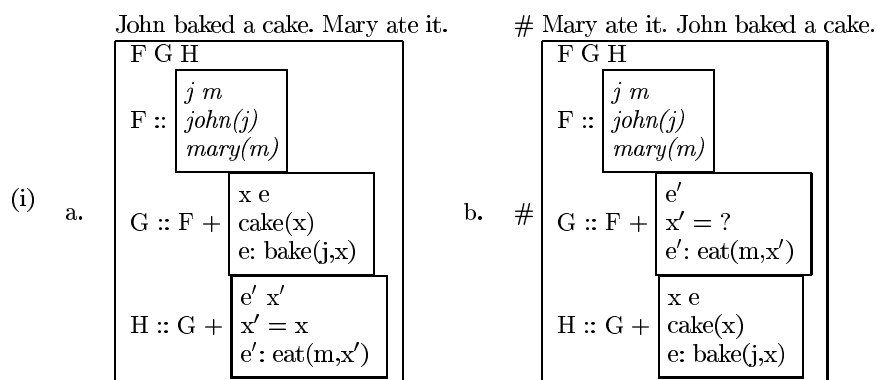 John baked a cake. Mary ate it.
F G H
j m
F :: john(j)
mary(m)
x e
G :: F + cake(x)
e: bake(j,x)
e′ x′
H :: G + x′ = x
e′: eat(m,x′)
(i) a.
# Mary ate it. John baked a cake.
F G H
j m
F :: john(j)
mary(m)
e′
G :: F + x′ = ?
e′: eat(m,x′)
x e
H :: G + cake(x)
e: bake(j,x)
b. #